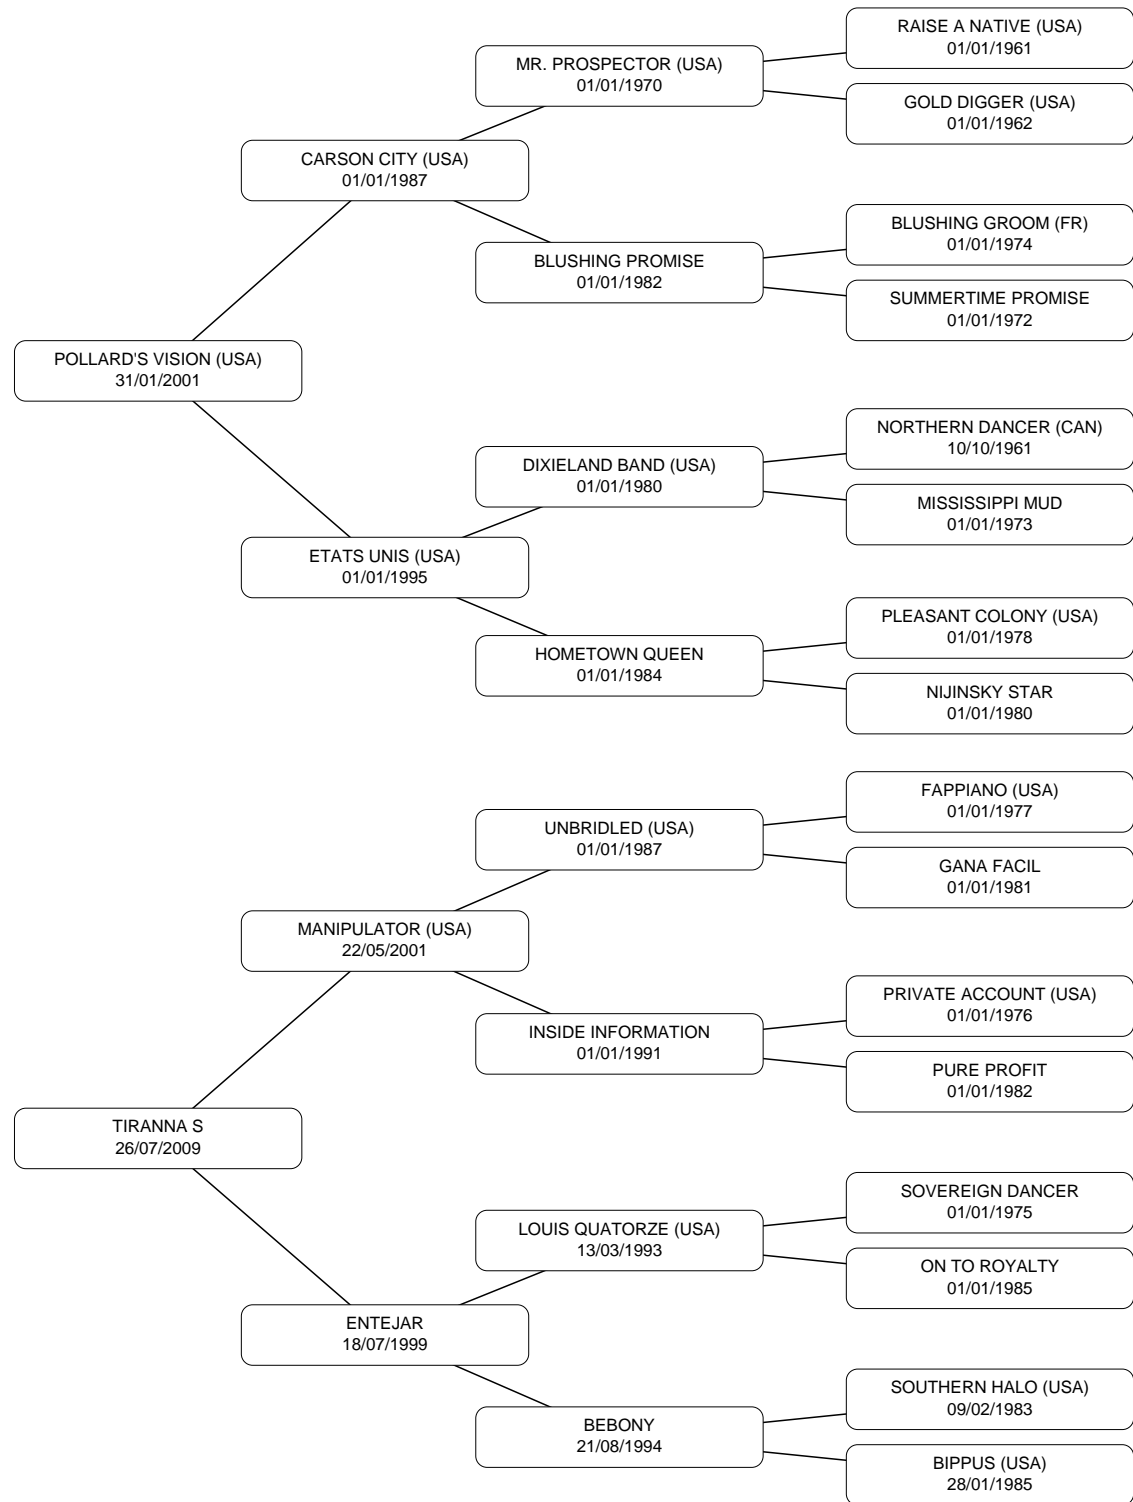 RAISE A NATIVE (USA)
01/01/1961
MR. PROSPECTOR (USA)
01/01/1970
GOLD DIGGER (USA)
01/01/1962
CARSON CITY (USA)
01/01/1987
BLUSHING GROOM (FR)
01/01/1974
BLUSHING PROMISE
01/01/1982
SUMMERTIME PROMISE
01/01/1972
POLLARD'S VISION (USA)
31/01/2001
NORTHERN DANCER (CAN)
10/10/1961
DIXIELAND BAND (USA)
01/01/1980
MISSISSIPPI MUD
01/01/1973
ETATS UNIS (USA)
01/01/1995
PLEASANT COLONY (USA)
01/01/1978
HOMETOWN QUEEN
01/01/1984
NIJINSKY STAR
01/01/1980
FAPPIANO (USA)
01/01/1977
UNBRIDLED (USA)
01/01/1987
GANA FACIL
01/01/1981
MANIPULATOR (USA)
22/05/2001
PRIVATE ACCOUNT (USA)
01/01/1976
INSIDE INFORMATION
01/01/1991
PURE PROFIT
01/01/1982
TIRANNA S
26/07/2009
SOVEREIGN DANCER
01/01/1975
LOUIS QUATORZE (USA)
13/03/1993
ON TO ROYALTY
01/01/1985
ENTEJAR
18/07/1999
SOUTHERN HALO (USA)
09/02/1983
BEBONY
21/08/1994
BIPPUS (USA)
28/01/1985